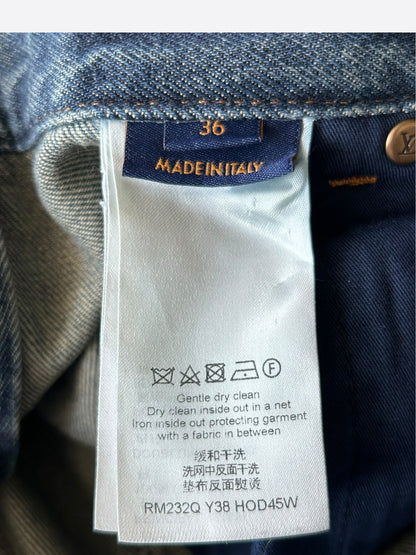 36
MADE IN ITALY
LV
F
Gentle dry clean
Dry clean inside out in a net
Iron inside out protecting garment
with a fabric in between
缓和干洗
洗网中反面干洗
垫布反面熨烫
RM232Q Y38 HOD45W